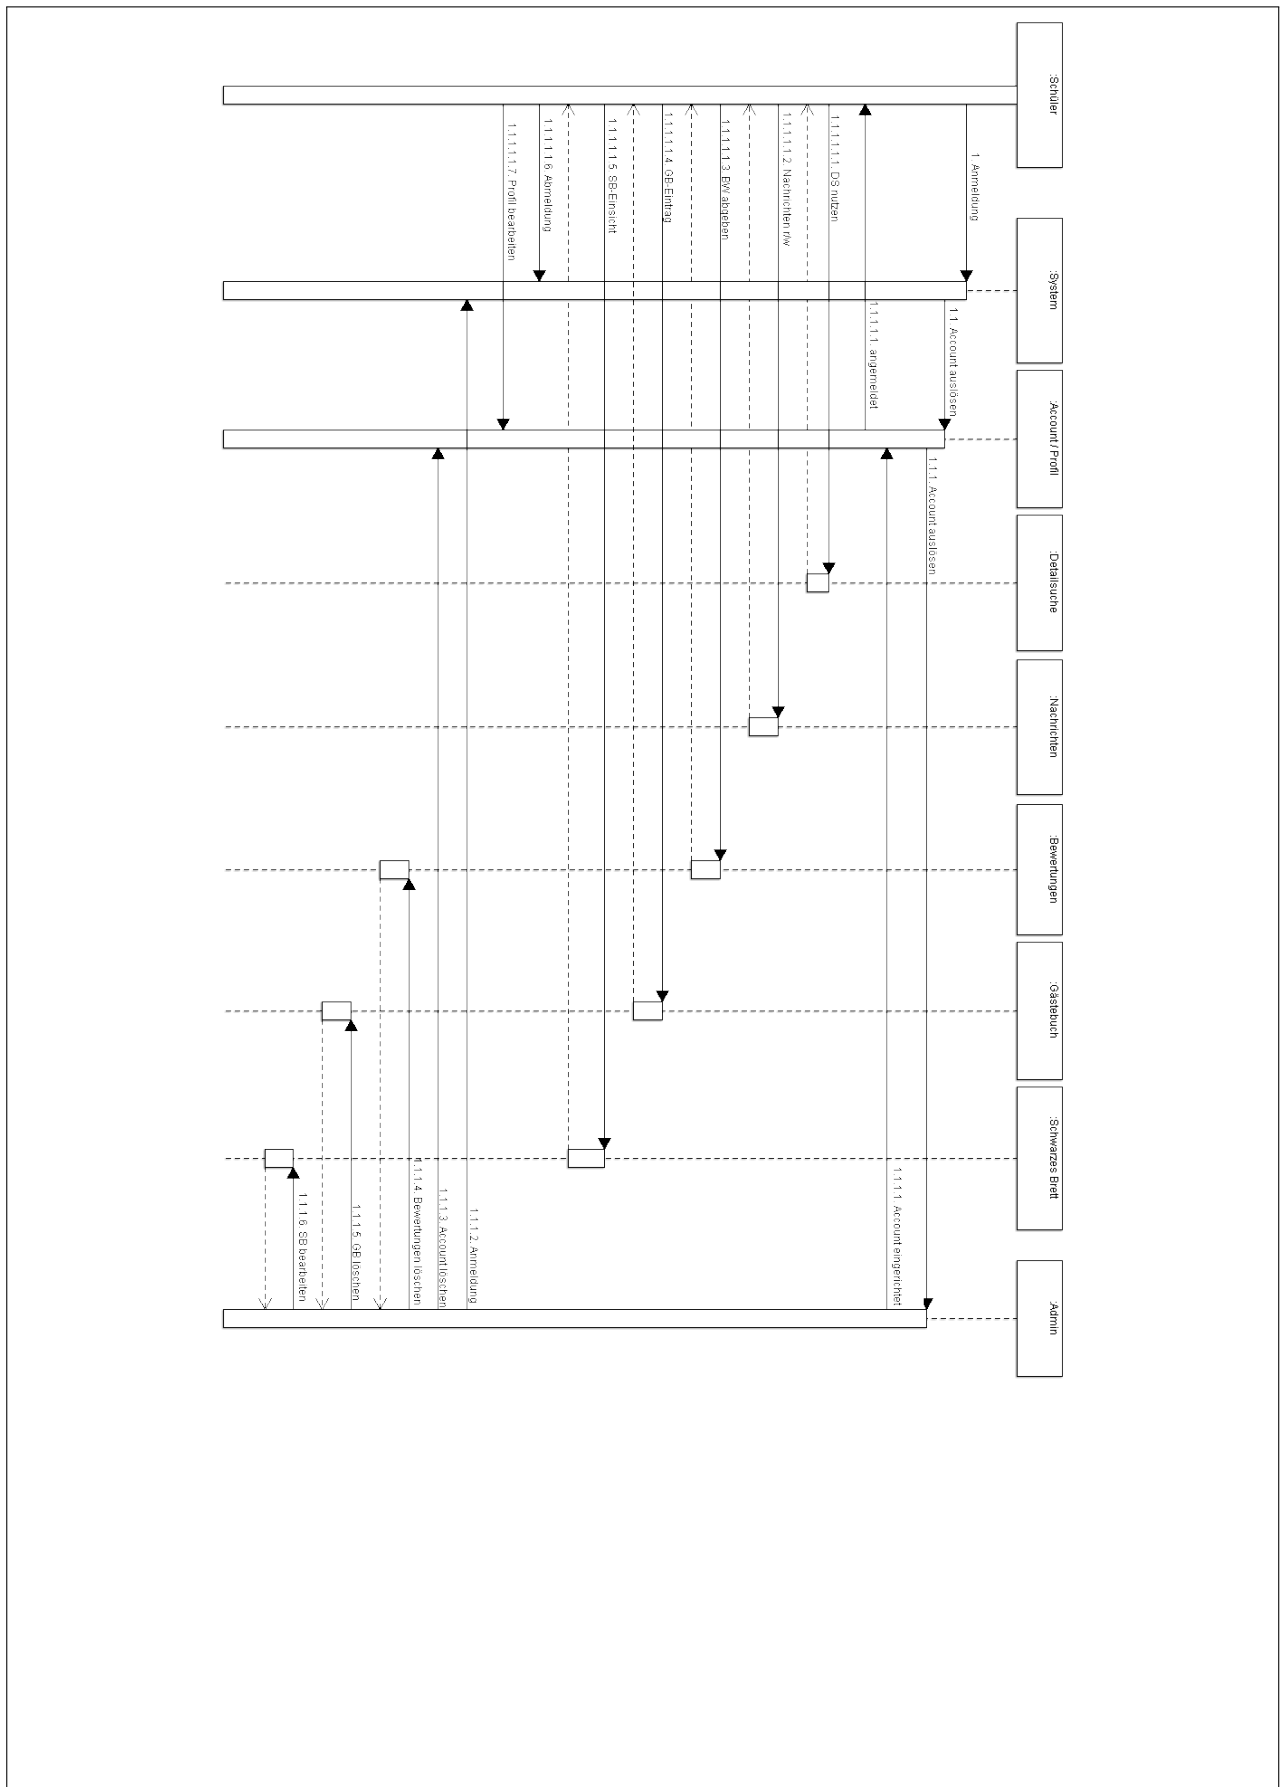 :Schüler
:System
:Account / Profil
:Detailsuche
:Nachrichten
:Bewertungen
:Gästebuch
:Schwarzes Brett
:Admin
1. Anmeldung
1.1. Account auslösen
1.1.1. Account auslösen
1.1.1.1. Account eingerichtet
1.1.1.1.1. angemeldet
1.1.1.1.1.1. DS nutzen
1.1.1.1.1.2. Nachrichten r/w
1.1.1.1.1.3. BW abgeben
1.1.1.1.1.4. GB-Eintrag
1.1.1.1.1.5. SB-Einsicht
1.1.1.1.1.6. Abmeldung
1.1.1.1.1.7. Profil bearbeiten
1.1.1.2. Anmeldung
1.1.1.3. Account löschen
1.1.1.4. Bewertungen löschen
1.1.1.5. GB löschen
1.1.1.6. SB bearbeiten